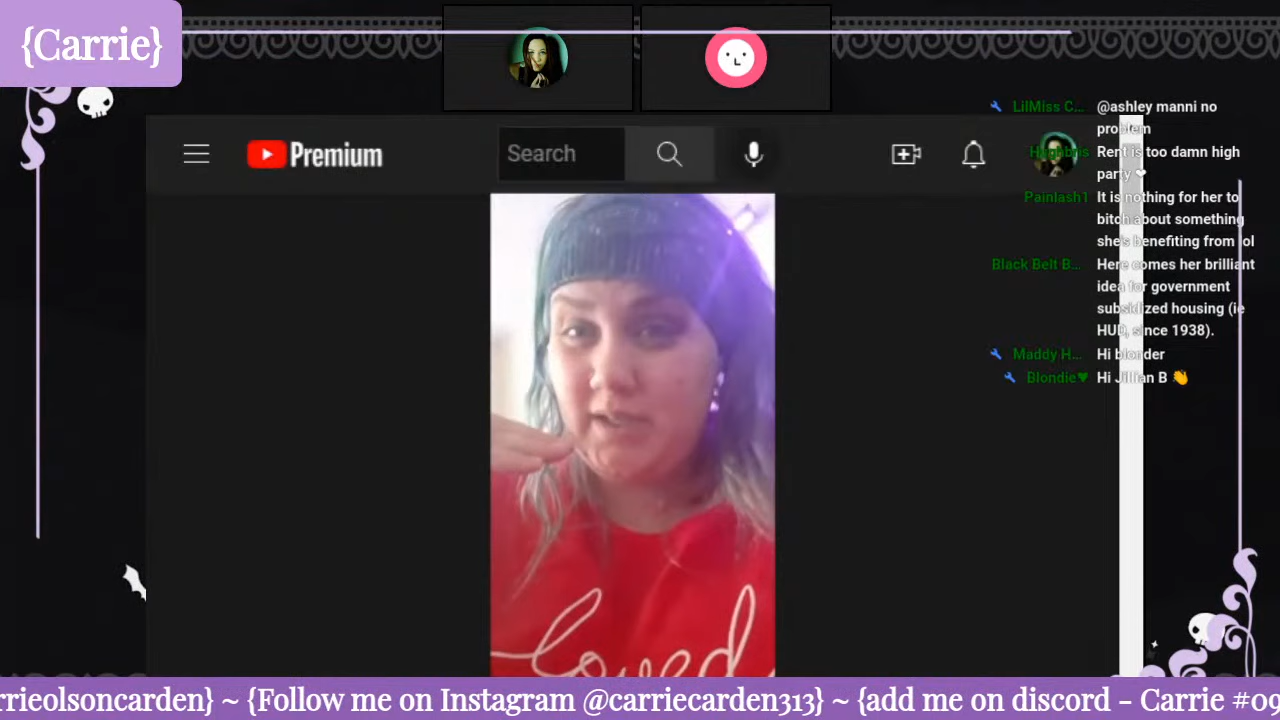 {Carrie}
Premium
Search
LilMiss C... @ashley manni no
problem
Rent is too damn high
party ❤
Painlash1 It is nothing for her to
bitch about something
she's benefiting from lol
Black Belt B... Here comes her brilliant
idea for government
subsidized housing (ie
HUD, since 1938).
Maddy H... Hi blonder
Blondie♥ Hi Jillian B 👋
loved
rrieolsoncarden} ~ {Follow me on Instagram @carriecarden313} ~ {add me on discord - Carrie #09